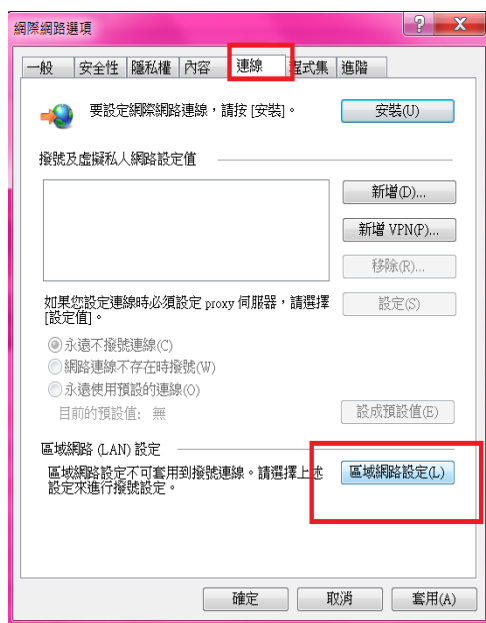 網際網路選項
一般 安全性 隱私權 內容 連線 程式集 進階
要設定網際網路連線，請按 [安裝]。 安裝(U)
撥號及虛擬私人網路設定值
新增(D)...
新增 VPN(P)...
移除(R)...
如果您設定連線時必須設定 proxy 伺服器，請選擇 設定(S)
[設定值]。
永遠不撥號連線(C)
網路連線不存在時撥號(W)
永遠使用預設的連線(O)
目前的預設值: 無 設成預設值(E)
區域網路 (LAN) 設定
區域網路設定不可套用到撥號連線。請選擇上述 區域網路設定(L)
設定來進行撥號設定。
確定 取消 套用(A)